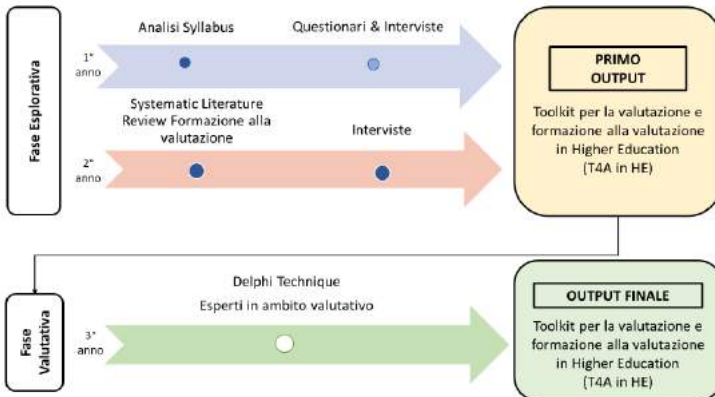 Fase Esplorativa
1°
anno
Analisi Syllabus
Questionari & Interviste
2°
anno
Systematic Literature
Review Formazione alla
valutazione
Interviste
PRIMO
OUTPUT
Toolkit per la valutazione e
formazione alla valutazione
in Higher Education
(T4A in HE)
Fase
Valutativa
3°
anno
Delphi Technique
Esperti in ambito valutativo
OUTPUT FINALE
Toolkit per la valutazione e
formazione alla valutazione
in Higher Education
(T4A in HE)